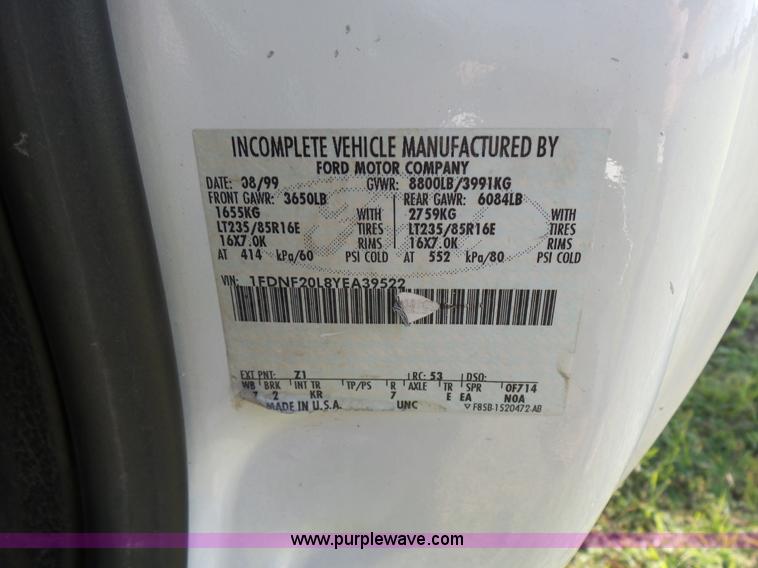 INCOMPLETE VEHICLE MANUFACTURED BY
FORD MOTOR COMPANY
DATE: 08/99 GVWR: 8800LB/3991KG
FRONT GAWR: 3650LB REAR GAWR: 6084LB
1655KG WITH 2759KG WITH
LT235/85R16E TIRES LT235/85R16E TIRES
16X7.0K RIMS 16X7.0K RIMS
AT 414 kPa/60 PSI COLD AT 552 kPa/80 PSI COLD
VIN: 1FDNF20L8YEA39522
EXT PNT: Z1 RC: 53 DSO:
WB BRK INT TR TP/PS R AXLE TR SPR 0F714
7 2 KR 7 E EA N0A
MADE IN U.S.A. UNC F85B-1520472-AB
www.purplewave.com